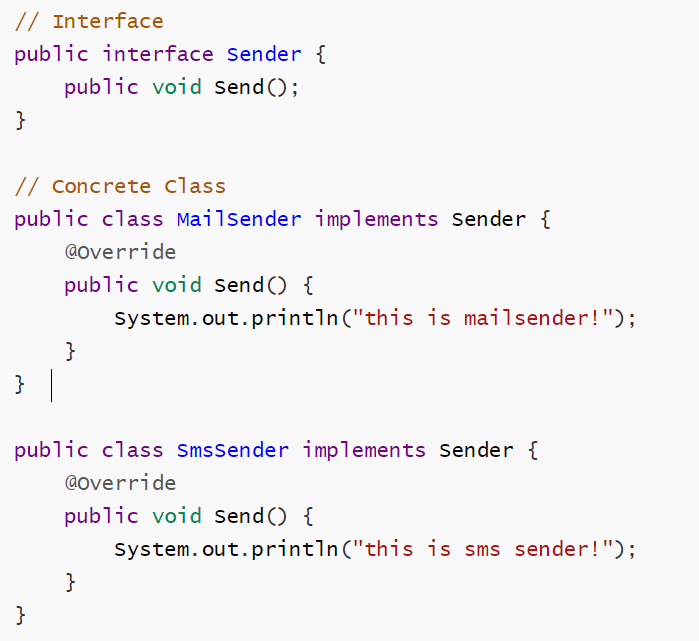 // Interface
public interface Sender {
    public void Send();
}

// Concrete Class
public class MailSender implements Sender {
    @Override
    public void Send() {
        System.out.println("this is mailsender!");
    }
}

public class SmsSender implements Sender {
    @Override
    public void Send() {
        System.out.println("this is sms sender!");
    }
}